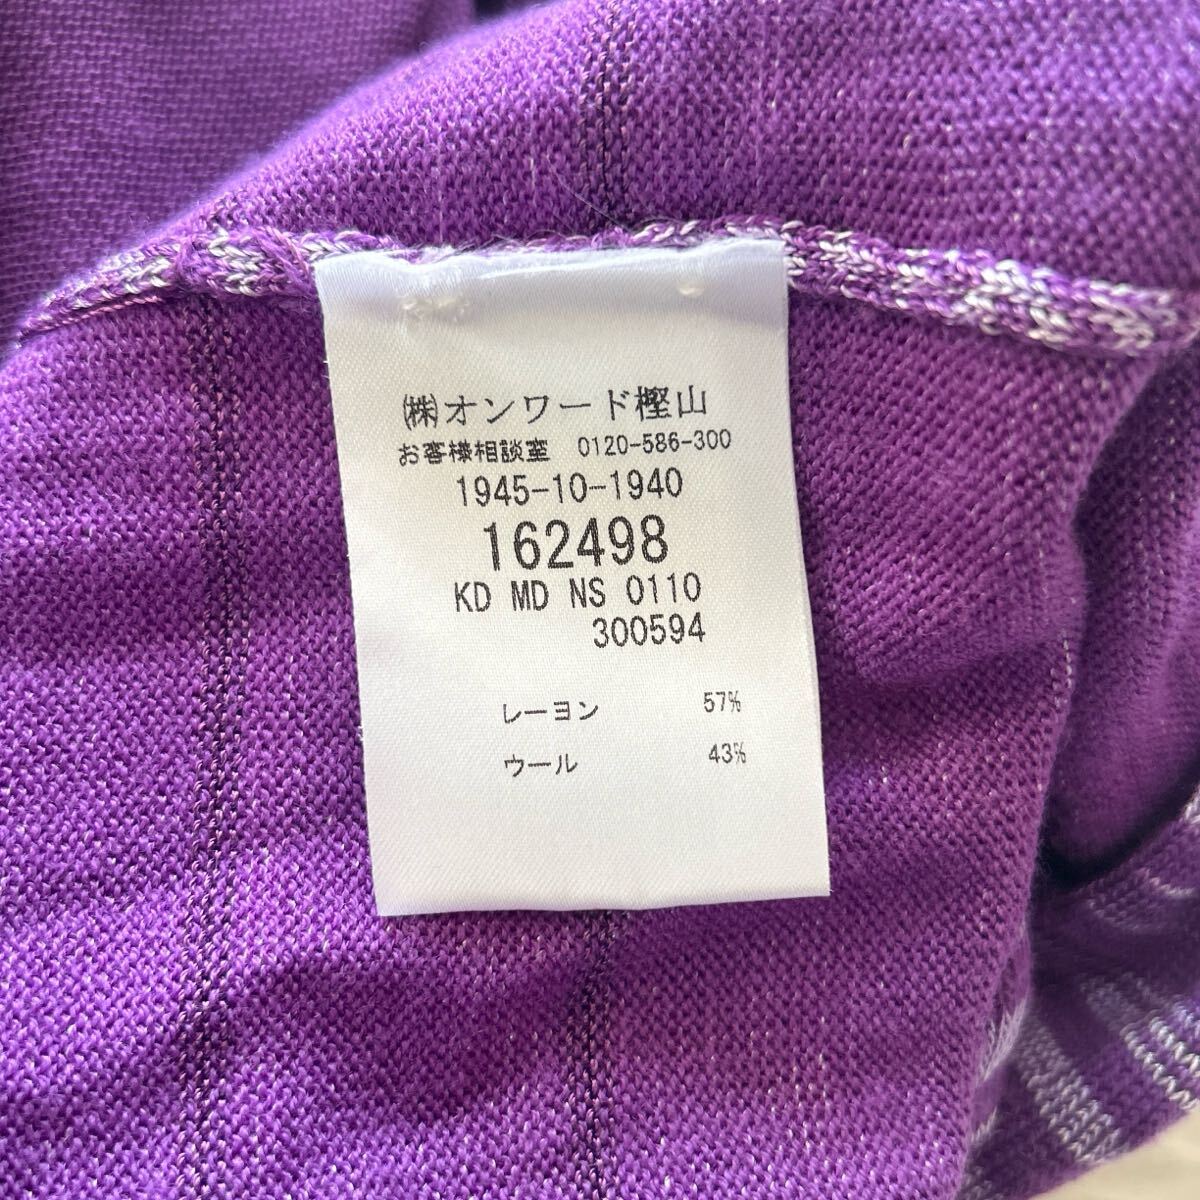 ㈱オンワード樫山
お客様相談室 0120-586-300
1945-10-1940
162498
KD MD NS 0110
300594
レーヨン 57%
ウール 43%